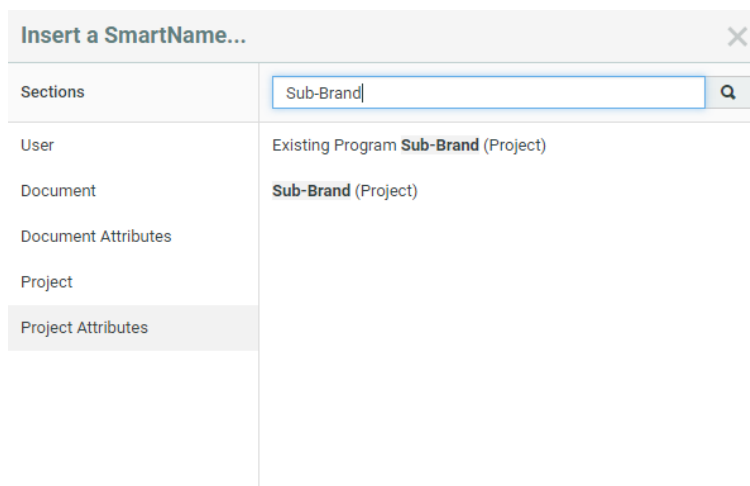 Insert a SmartName...
Sections
Sub-Brand
User
Existing Program Sub-Brand (Project)
Document
Sub-Brand (Project)
Document Attributes
Project
Project Attributes